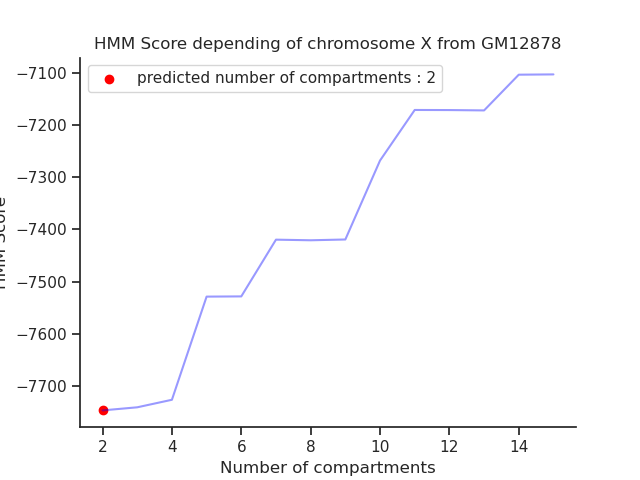 HMM Score depending of chromosome X from GM12878
predicted number of compartments : 2
HMM Score
−7100
−7200
−7300
−7400
−7500
−7600
−7700
2 4 6 8 10 12 14
Number of compartments